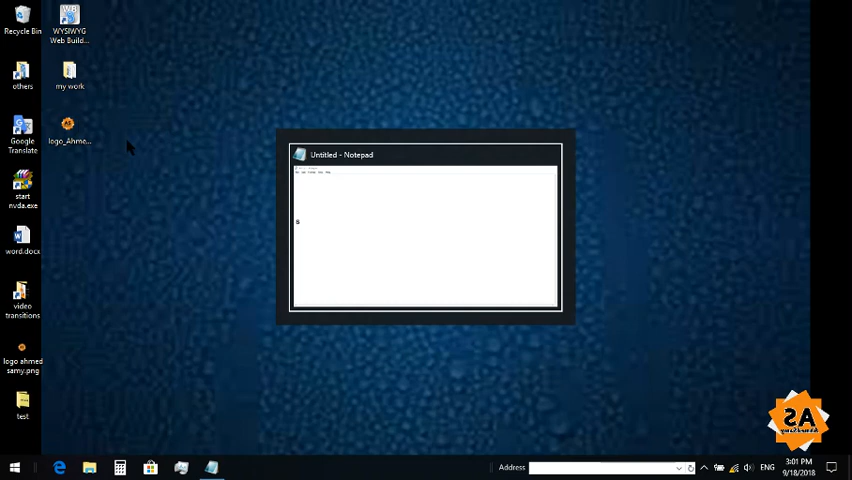 Recycle Bin
WYSIWYG
Web Build...
others
my work
Google
Translate
logo_Ahme...
start
nvda.exe
word.docx
video
transitions
logo ahmed
samy.png
test
Untitled - Notepad
s
AS
Address
ENG
3:01 PM
9/18/2018